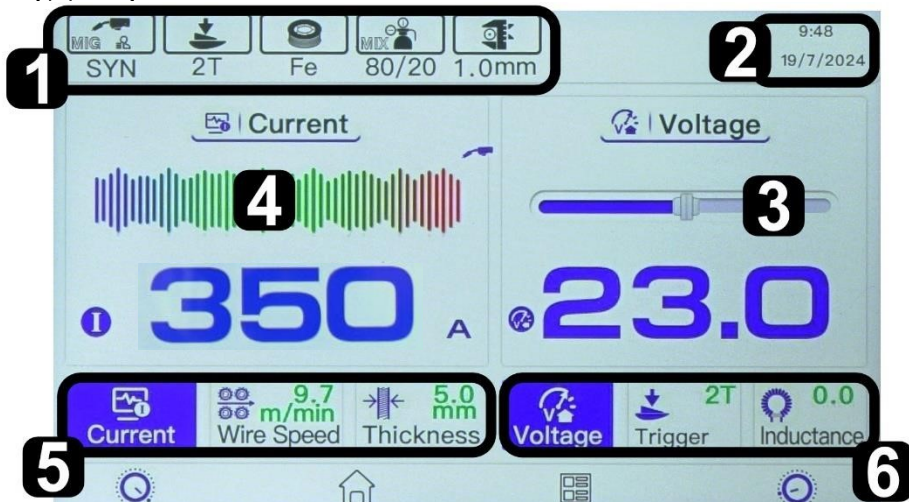 MIG MIX
SYN 2T Fe 80/20 1.0mm
1
9:48
19/7/2024
2
Current
Voltage
4
3
I 350 A
23.0
9.7 m/min
Wire Speed
5.0 mm
Thickness
Current
2T
Trigger
0.0
Inductance
Voltage
5
6